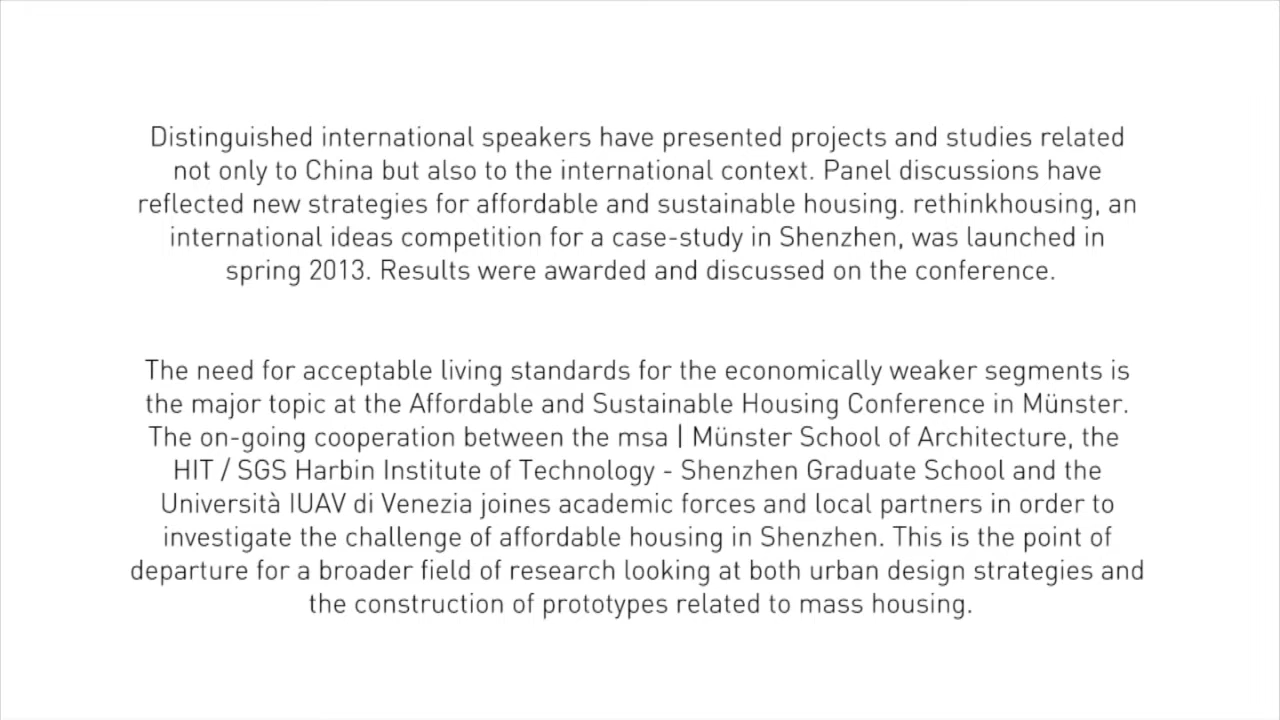 Distinguished international speakers have presented projects and studies related
not only to China but also to the international context. Panel discussions have
reflected new strategies for affordable and sustainable housing. rethinkhousing, an
international ideas competition for a case-study in Shenzhen, was launched in
spring 2013. Results were awarded and discussed on the conference.
The need for acceptable living standards for the economically weaker segments is
the major topic at the Affordable and Sustainable Housing Conference in Münster.
The on-going cooperation between the msa | Münster School of Architecture, the
HIT / SGS Harbin Institute of Technology - Shenzhen Graduate School and the
Università IUAV di Venezia joines academic forces and local partners in order to
investigate the challenge of affordable housing in Shenzhen. This is the point of
departure for a broader field of research looking at both urban design strategies and
the construction of prototypes related to mass housing.